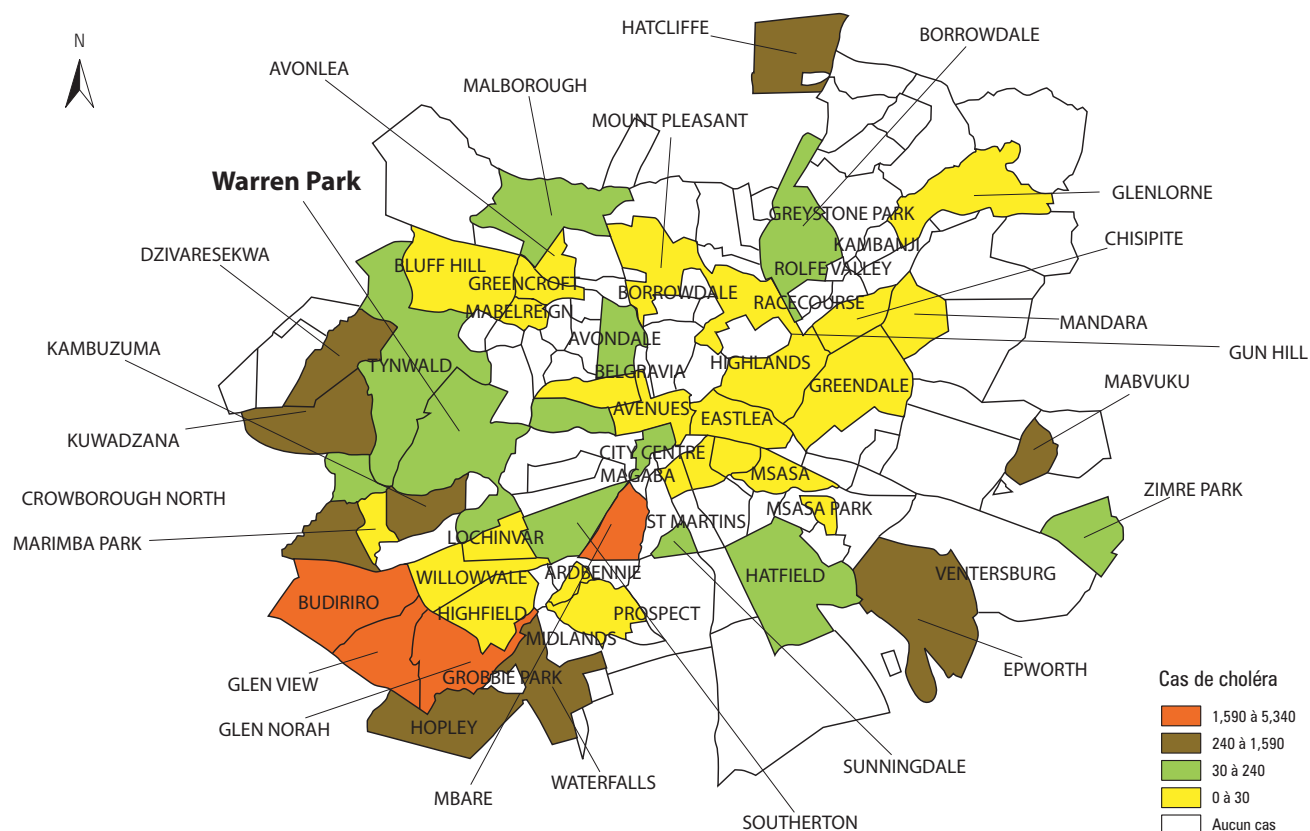 HATCLIFFE
BORROWDALE
N
AVONLEA
MALBOROUGH
MOUNT PLEASANT
Warren Park
GLENLORNE
GREYSTONE PARK
DZIVARESEKWA
KAMBANJI
CHISIPITE
BLUFF HILL
ROLFE VALLEY
GREENCROFT
BORROWDALE
RACECOURSE
MABELREIGN
MANDARA
KAMBUZUMA
AVONDALE
GUN HILL
TYNWALD
BELGRAVIA
HIGHLANDS
GREENDALE
MABVUKU
AVENUES
EASTLEA
KUWADZANA
CITY CENTRE
MAGABA
MSASA
CROWBOROUGH NORTH
ZIMRE PARK
MSASA PARK
ST MARTINS
MARIMBA PARK
LOCHINVAR
ARDBENNIE
HATFIELD
VENTERSBURG
WILLOWVALE
BUDIRIRO
HIGHFIELD
PROSPECT
MIDLANDS
EPWORTH
GROBBIE PARK
GLEN VIEW
GLEN NORAH
HOPLEY
WATERFALLS
SUNNINGDALE
MBARE
SOUTHERTON
Cas de choléra
1,590 à 5,340
240 à 1,590
30 à 240
0 à 30
Aucun cas